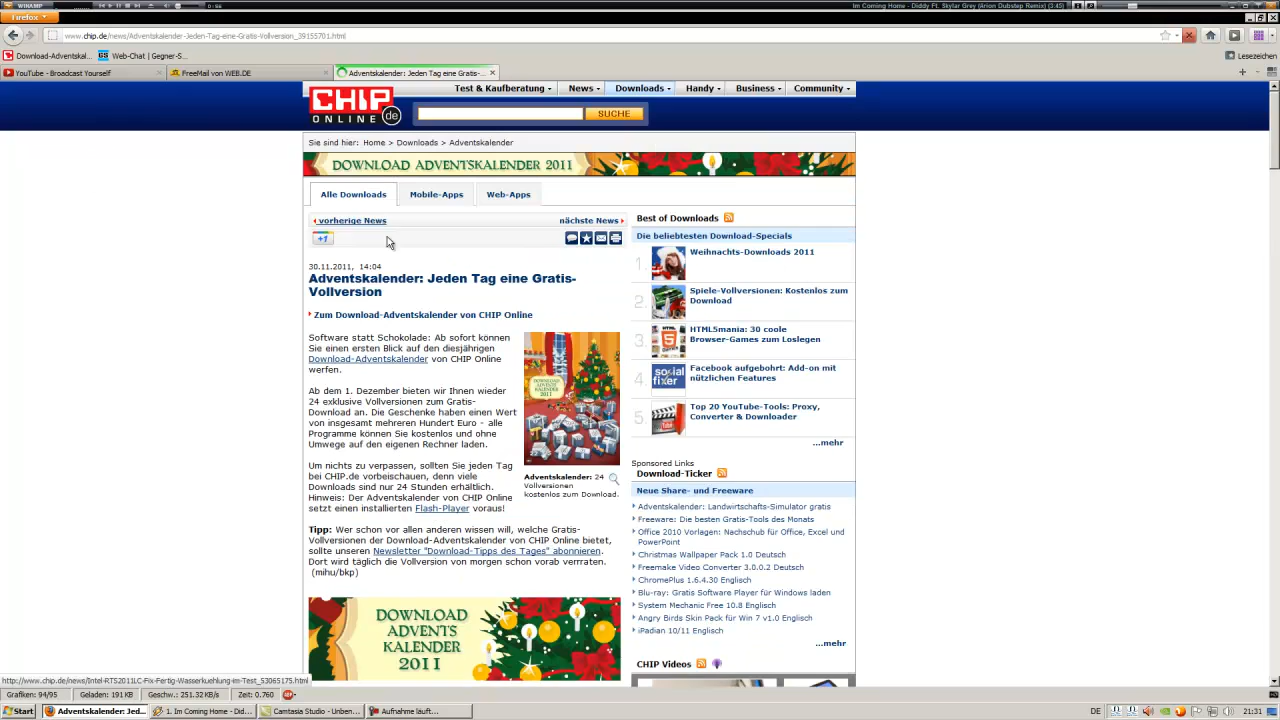 WINAMP
0:56
Im Coming Home - Diddy Ft. Skylar Grey (Arion Dubstep Remix) (3:45)
Firefox
www.chip.de/news/Adventskalender-Jeden-Tag-eine-Gratis-Vollversion_39155701.html
Download-Adventskal...
GS Web-Chat | Gegner-S...
Lesezeichen
YouTube - Broadcast Yourself
FreeMail von WEB.DE
Adventskalender: Jeden Tag eine Gratis-...
Test & Kaufberatung
News
Downloads
Handy
Business
Community
CHIP
ONLINE
de
SUCHE
Sie sind hier: Home > Downloads > Adventskalender
DOWNLOAD ADVENTSKALENDER 2011
Alle Downloads
Mobile-Apps
Web-Apps
vorherige News
nächste News
+1
30.11.2011, 14:04
Adventskalender: Jeden Tag eine Gratis-
Vollversion
Zum Download-Adventskalender von CHIP Online
Software statt Schokolade: Ab sofort können
Sie einen ersten Blick auf den diesjährigen
Download-Adventskalender von CHIP Online
werfen.
Ab dem 1. Dezember bieten wir Ihnen wieder
24 exklusive Vollversionen zum Gratis-
Download an. Die Geschenke haben einen Wert
von insgesamt mehreren Hundert Euro - alle
Programme können Sie kostenlos und ohne
Umwege auf den eigenen Rechner laden.
Um nichts zu verpassen, sollten Sie jeden Tag
bei CHIP.de vorbeischauen, denn viele
Downloads sind nur 24 Stunden erhältlich.
Hinweis: Der Adventskalender von CHIP Online
setzt einen installierten Flash-Player voraus!
DOWNLOAD
ADVENTS
KALENDER
2011
Adventskalender: 24
Vollversionen
kostenlos zum Download.
Tipp: Wer schon vor allen anderen wissen will, welche Gratis-
Vollversionen der Download-Adventskalender von CHIP Online bietet,
sollte unseren Newsletter "Download-Tipps des Tages" abonnieren.
Dort wird täglich die Vollversion von morgen schon vorab verrraten.
(mihu/bkp)
DOWNLOAD
ADVENTS
KALENDER
2011
Best of Downloads
Die beliebtesten Download-Specials
1
Weihnachts-Downloads 2011
2
Spiele-Vollversionen: Kostenlos zum
Download
3
HTML5mania: 30 coole
Browser-Games zum Loslegen
4
social
fixer
Facebook aufgebohrt: Add-on mit
nützlichen Features
5
Top 20 YouTube-Tools: Proxy,
Converter & Downloader
...mehr
Sponsored Links
Download-Ticker
Neue Share- und Freeware
Adventskalender: Landwirtschafts-Simulator gratis
Freeware: Die besten Gratis-Tools des Monats
Office 2010 Vorlagen: Nachschub für Office, Excel und
PowerPoint
Christmas Wallpaper Pack 1.0 Deutsch
Freemake Video Converter 3.0.0.2 Deutsch
ChromePlus 1.6.4.30 Englisch
Blu-ray: Gratis Software Player für Windows laden
System Mechanic Free 10.8 Englisch
Angry Birds Skin Pack für Win 7 v1.0 Englisch
iPadian 10/11 Englisch
...mehr
CHIP Videos
http://www.chip.de/news/Intel-RTS2011LC-Fix-Fertig-Wasserkuehlung-im-Test_53065175.html
Grafiken: 94/95
Geladen: 191 KB
Geschw.: 251.32 KB/s
Zeit: 0.760
Start
Adventskalender: Jed...
1. Im Coming Home - Did...
Camtasia Studio - Unben...
Aufnahme läuft...
DE
21:31